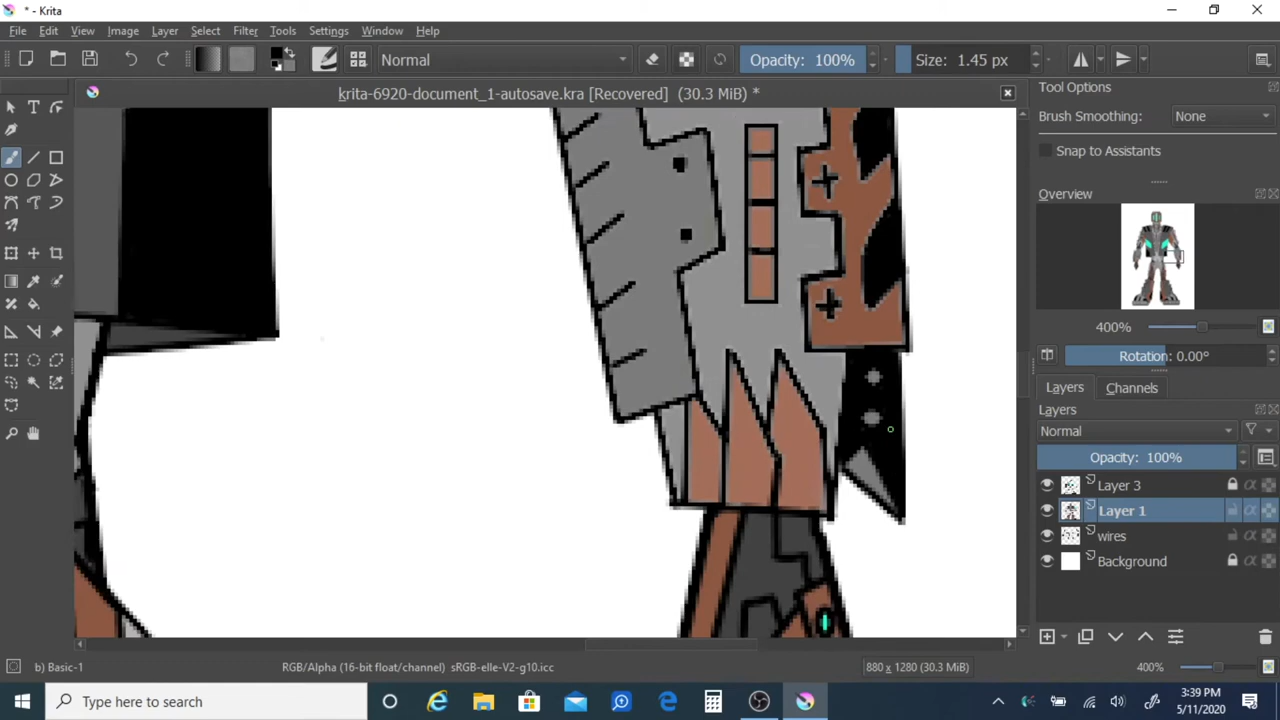 * - Krita
File Edit View Image Layer Select Filter Tools Settings Window Help
Normal Opacity: 100% Size: 1.45 px
krita-6920-document_1-autosave.kra [Recovered] (30.3 MiB) *
Tool Options
Brush Smoothing: None
Snap to Assistants
Overview
400%
Rotation: 0.00°
Layers Channels
Layers
Normal
Opacity: 100%
Layer 3
Layer 1
wires
Background
b) Basic-1 RGB/Alpha (16-bit float/channel) sRGB-elle-V2-g10.icc 880 x 1280 (30.3 MiB) 400%
Type here to search 3:39 PM
5/11/2020